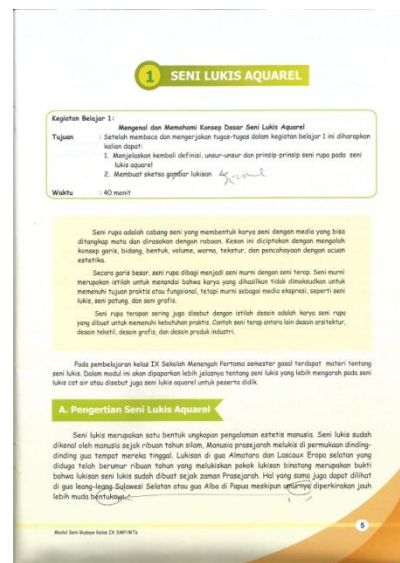 1 SENI LUKIS AQUAREL
Kegiatan Belajar 1:
Mengenal dan Memahami Konsep Dasar Seni Lukis Aquarel
Tujuan : Setelah membaca dan mengerjakan tugas-tugas dalam kegiatan belajar 1 ini diharapkan
kalian dapat:
1. Menjelaskan kembali definisi, unsur-unsur dan prinsip-prinsip seni rupa pada seni
lukis aquarel
2. Membuat sketsa gambar lukisan
Waktu : 40 menit
Seni rupa adalah cabang seni yang membentuk karya seni dengan media yang bisa
ditangkap mata dan dirasakan dengan rabaan. Kesan ini diciptakan dengan mengolah
konsep garis, bidang, bentuk, volume, warna, tekstur, dan pencahayaan dengan acuan
estetika.
Secara garis besar, seni rupa dibagi menjadi seni murni dengan seni terap. Seni murni
merupakan istilah untuk menandai bahwa karya yang dihasilkan tidak dimaksudkan untuk
memenuhi tujuan praktis atau fungsional, tetapi murni sebagai media ekspresi, seperti seni
lukis, seni patung, dan seni grafis.
Seni rupa terapan sering juga disebut dengan istilah desain adalah karya seni rupa
yang dibuat untuk memenuhi kebutuhan praktis. Contoh seni terap antara lain desain arsitektur,
desain tekstil, desain grafis, dan desain produk industri.
Pada pembelajaran kelas IX Sekolah Menengah Pertama semester gasal terdapat materi tentang
seni lukis. Dalam modul ini akan dipaparkan lebih jelasnya tentang seni lukis yang lebih mengarah pada seni
lukis cat air atau disebut juga seni lukis aquarel untuk peserta didik.
A. Pengertian Seni Lukis Aquarel
Seni lukis merupakan satu bentuk ungkapan pengalaman estetis manusia. Seni lukis sudah
dikenal oleh manusia sejak ribuan tahun silam. Manusia prasejarah melukis di permukaan dinding-
dinding gua tempat mereka tinggal. Lukisan di gua Almatara dan Lascaux Eropa selatan yang
diduga telah berumur ribuan tahun yang melukiskan pokok lukisan binatang merupakan bukti
bahwa lukisan seni lukis sudah dibuat sejak zaman Prasejarah. Hal yang sama juga dapat dilihat
di gua leang-leang Sulawesi Selatan atau gua Alba di Papua meskipun umurnya diperkirakan jauh
lebih muda bentuknya.
5
Modul Seni Budaya Kelas IX SMP/MTs